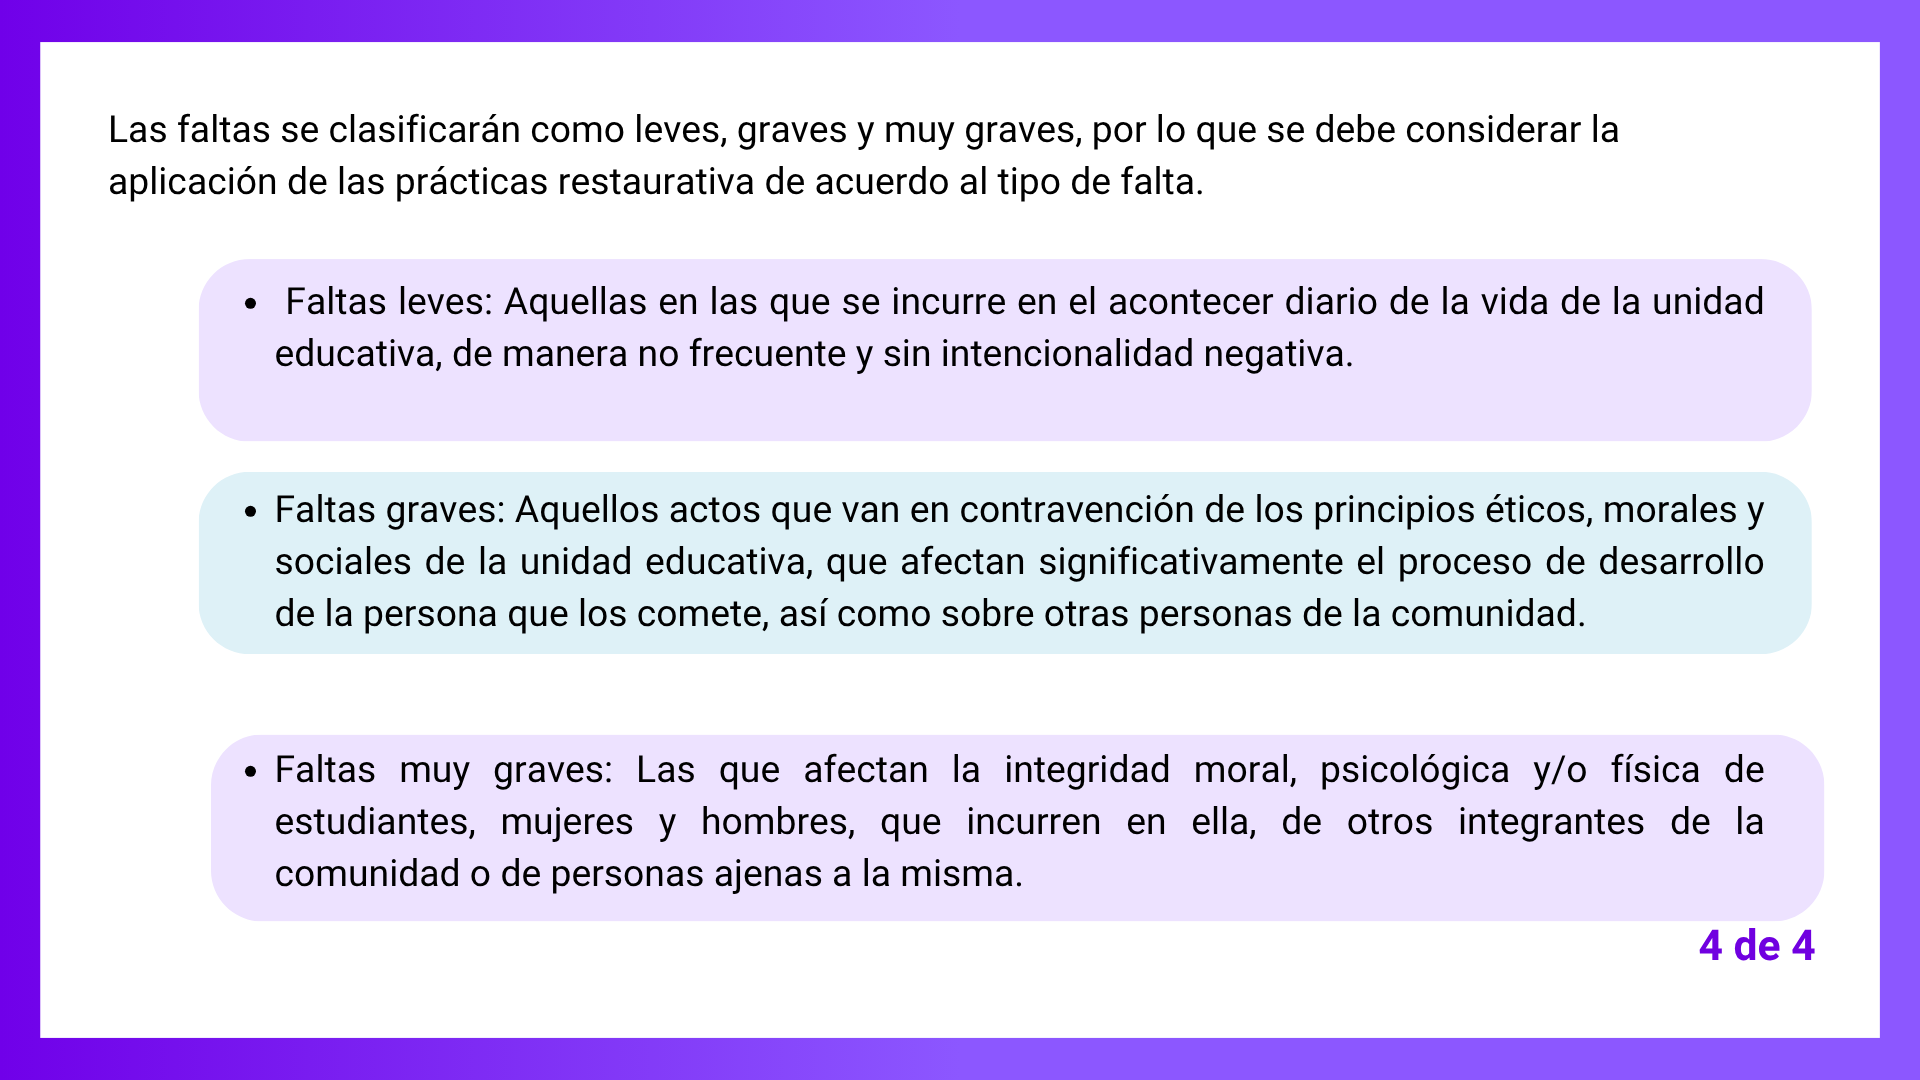 Las faltas se clasificarán como leves, graves y muy graves, por lo que se debe considerar la
aplicación de las prácticas restaurativa de acuerdo al tipo de falta.
• Faltas leves: Aquellas en las que se incurre en el acontecer diario de la vida de la unidad
educativa, de manera no frecuente y sin intencionalidad negativa.
• Faltas graves: Aquellos actos que van en contravención de los principios éticos, morales y
sociales de la unidad educativa, que afectan significativamente el proceso de desarrollo
de la persona que los comete, así como sobre otras personas de la comunidad.
• Faltas muy graves: Las que afectan la integridad moral, psicológica y/o física de
estudiantes, mujeres y hombres, que incurren en ella, de otros integrantes de la
comunidad o de personas ajenas a la misma.
4 de 4